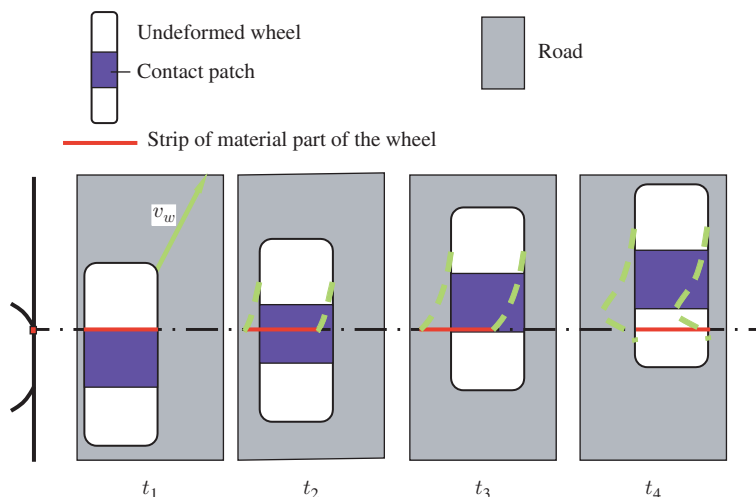 Undeformed wheel
Contact patch
Road
Strip of material part of the wheel
v_w
t_1
t_2
t_3
t_4